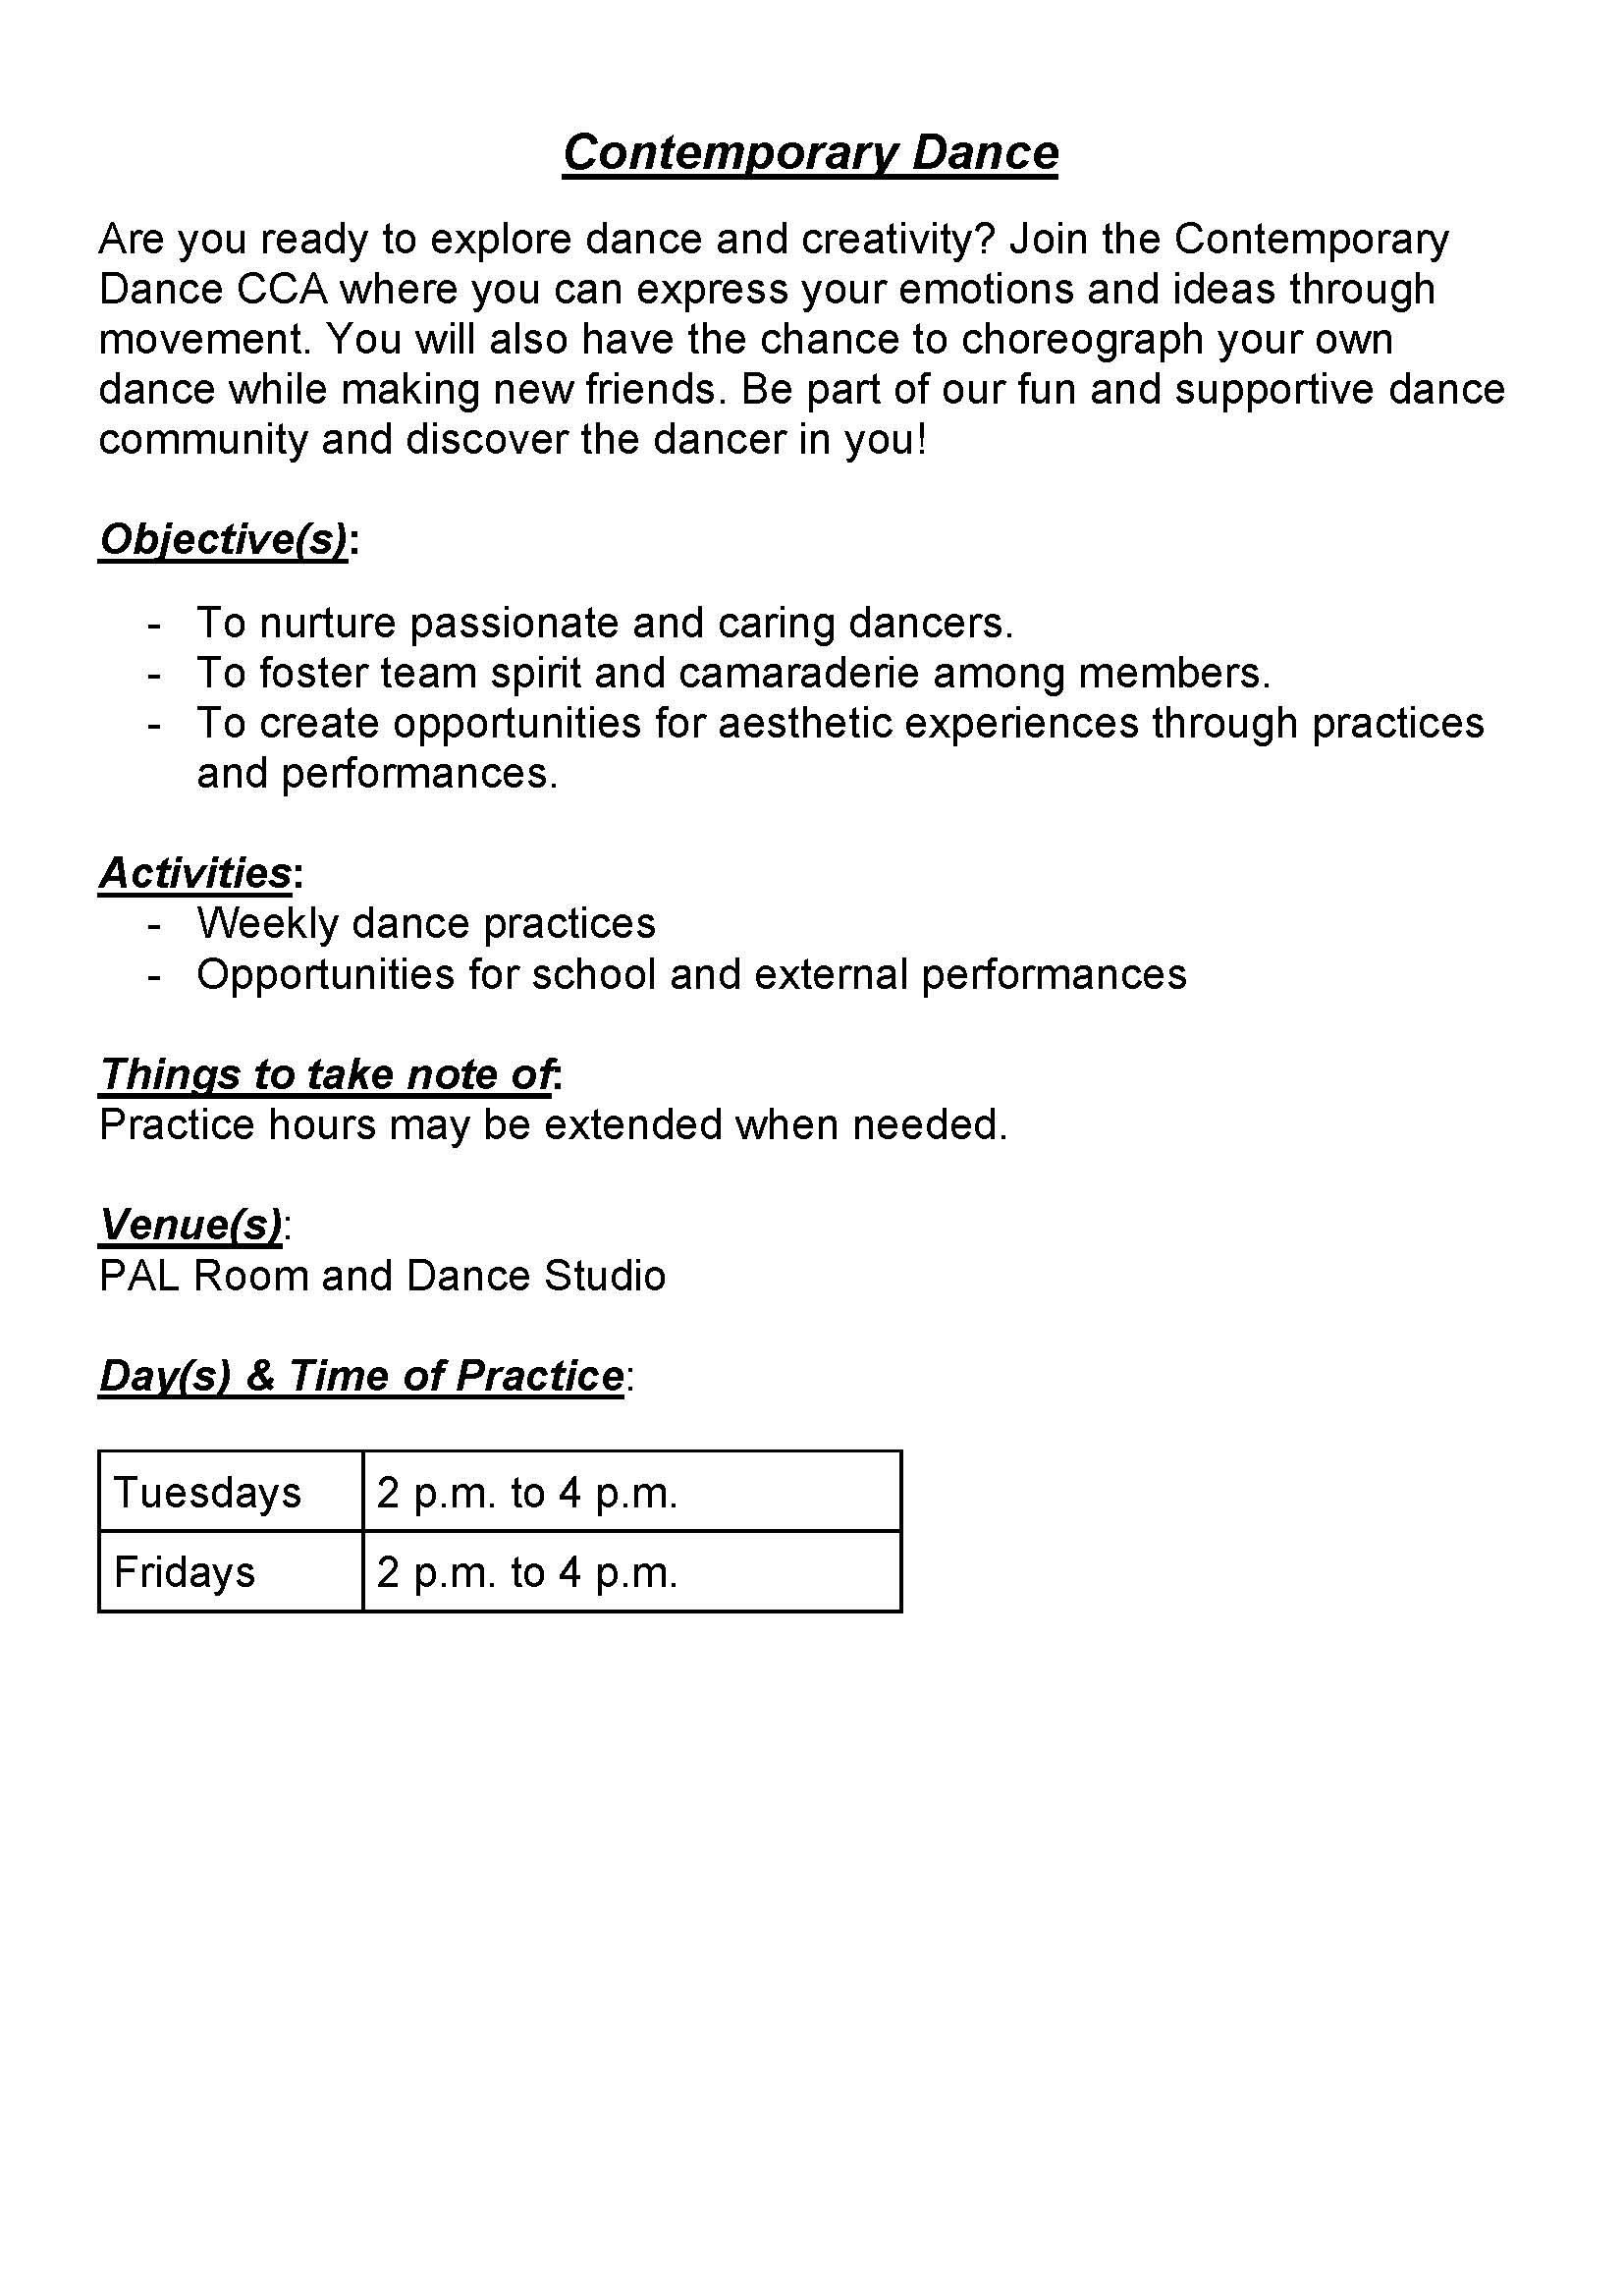 Contemporary Dance
Are you ready to explore dance and creativity? Join the Contemporary
Dance CCA where you can express your emotions and ideas through
movement. You will also have the chance to choreograph your own
dance while making new friends. Be part of our fun and supportive dance
community and discover the dancer in you!
Objective(s):
- To nurture passionate and caring dancers.
- To foster team spirit and camaraderie among members.
- To create opportunities for aesthetic experiences through practices
and performances.
Activities:
- Weekly dance practices
- Opportunities for school and external performances
Things to take note of:
Practice hours may be extended when needed.
Venue(s):
PAL Room and Dance Studio
Day(s) & Time of Practice:
Tuesdays 2 p.m. to 4 p.m.
Fridays 2 p.m. to 4 p.m.